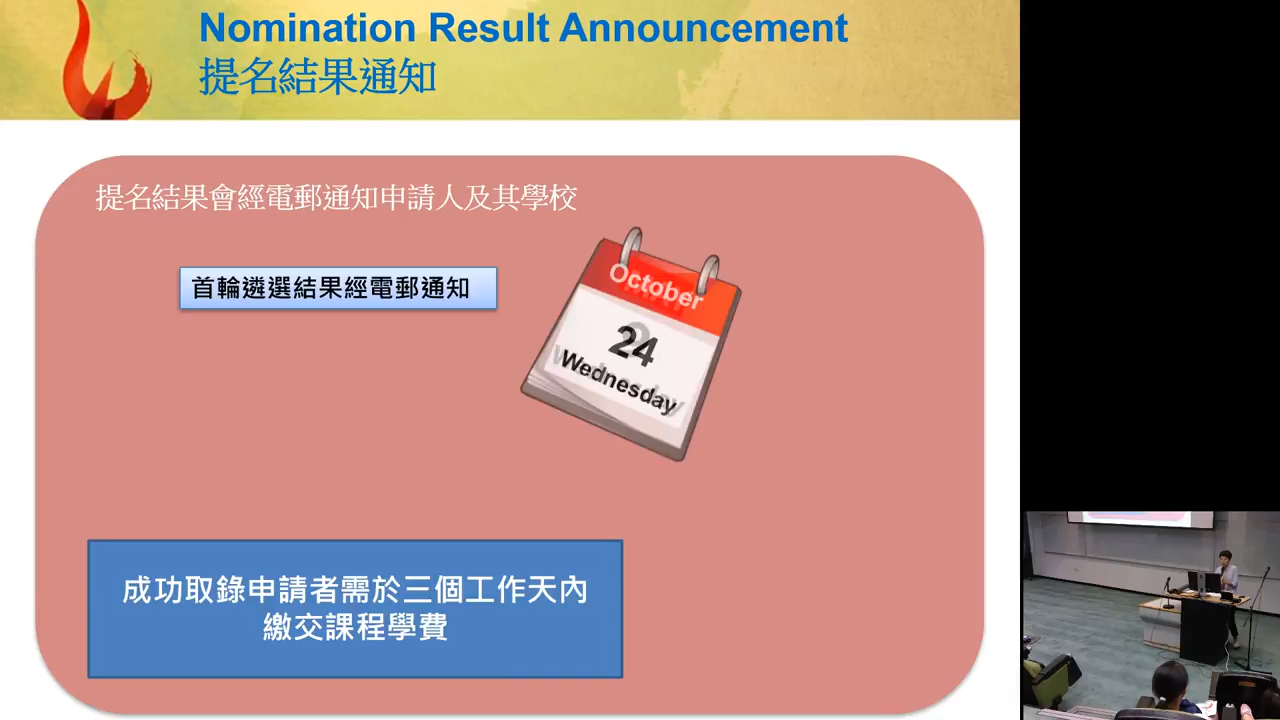 Nomination Result Announcement
提名結果通知
提名結果會經電郵通知申請人及其學校
首輪遴選結果經電郵通知
October
24
Wednesday
成功取錄申請者需於三個工作天內
繳交課程學費